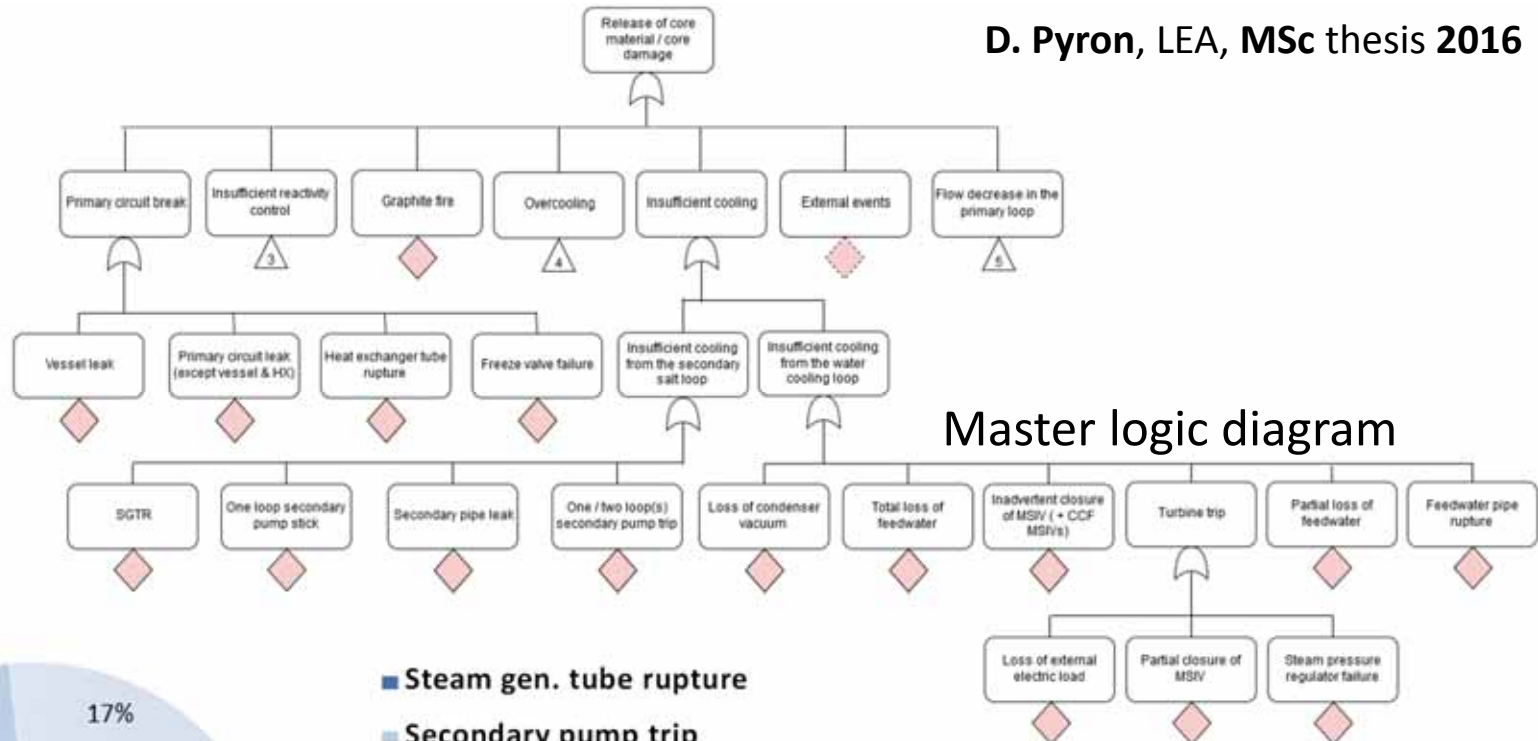 D. Pyron, LEA, MSc thesis 2016
Release of core
material / core
damage
Primary circuit break
Insufficient reactivity
control
Graphite fire
Overcooling
Insufficient cooling
External events
Flow decrease in the
primary loop
3
4
5
Vessel leak
Primary circuit leak
(except vessel & HX)
Heat exchanger tube
rupture
Freeze valve failure
Insufficient cooling
from the secondary
salt loop
Insufficient cooling
from the water
cooling loop
Master logic diagram
SGTR
One loop secondary
pump stick
Secondary pipe leak
One / two loop(s)
secondary pump trip
Loss of condenser
vacuum
Total loss of
feedwater
Inadvertent closure
of MSIV ( + CCF
MSIVs)
Turbine trip
Partial loss of
feedwater
Feedwater pipe
rupture
Loss of external
electric load
Partial closure of
MSIV
Steam pressure
regulator failure
17%
Steam gen. tube rupture
Secondary pump trip